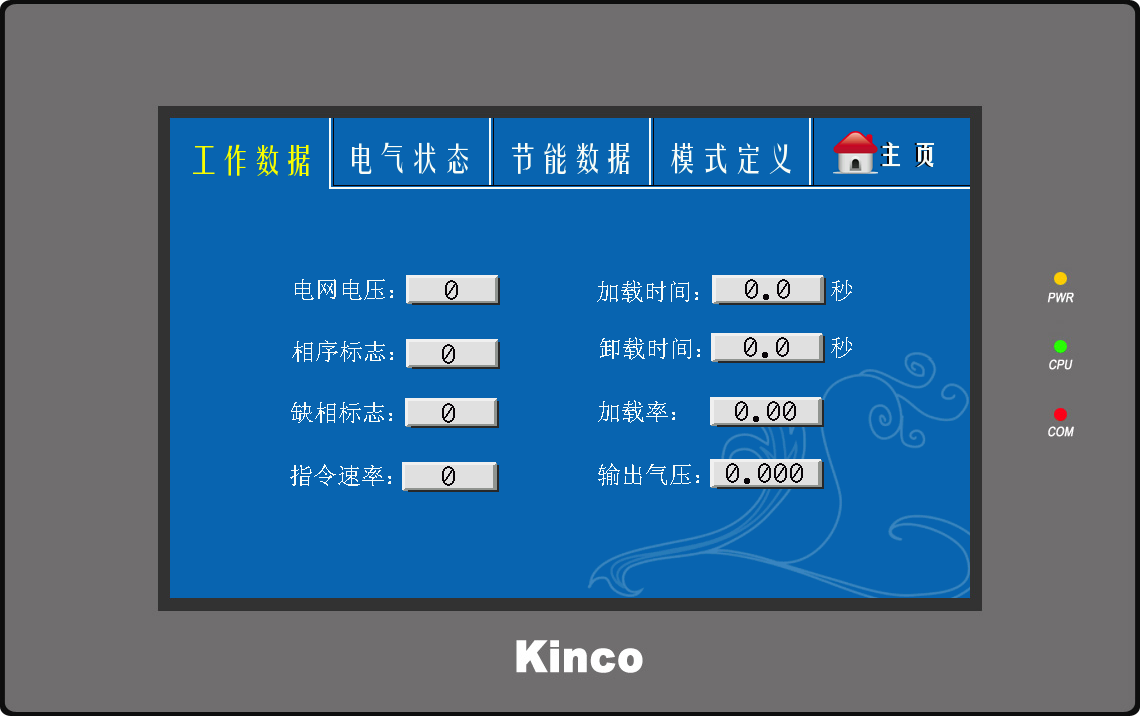 工作数据 电气状态 节能数据 模式定义 主页
电网电压： 0 加载时间： 0.0 秒
相序标志： 0 卸载时间： 0.0 秒
缺相标志： 0 加载率： 0.00
指令速率： 0 输出气压： 0.000
PWR
CPU
COM
Kinco